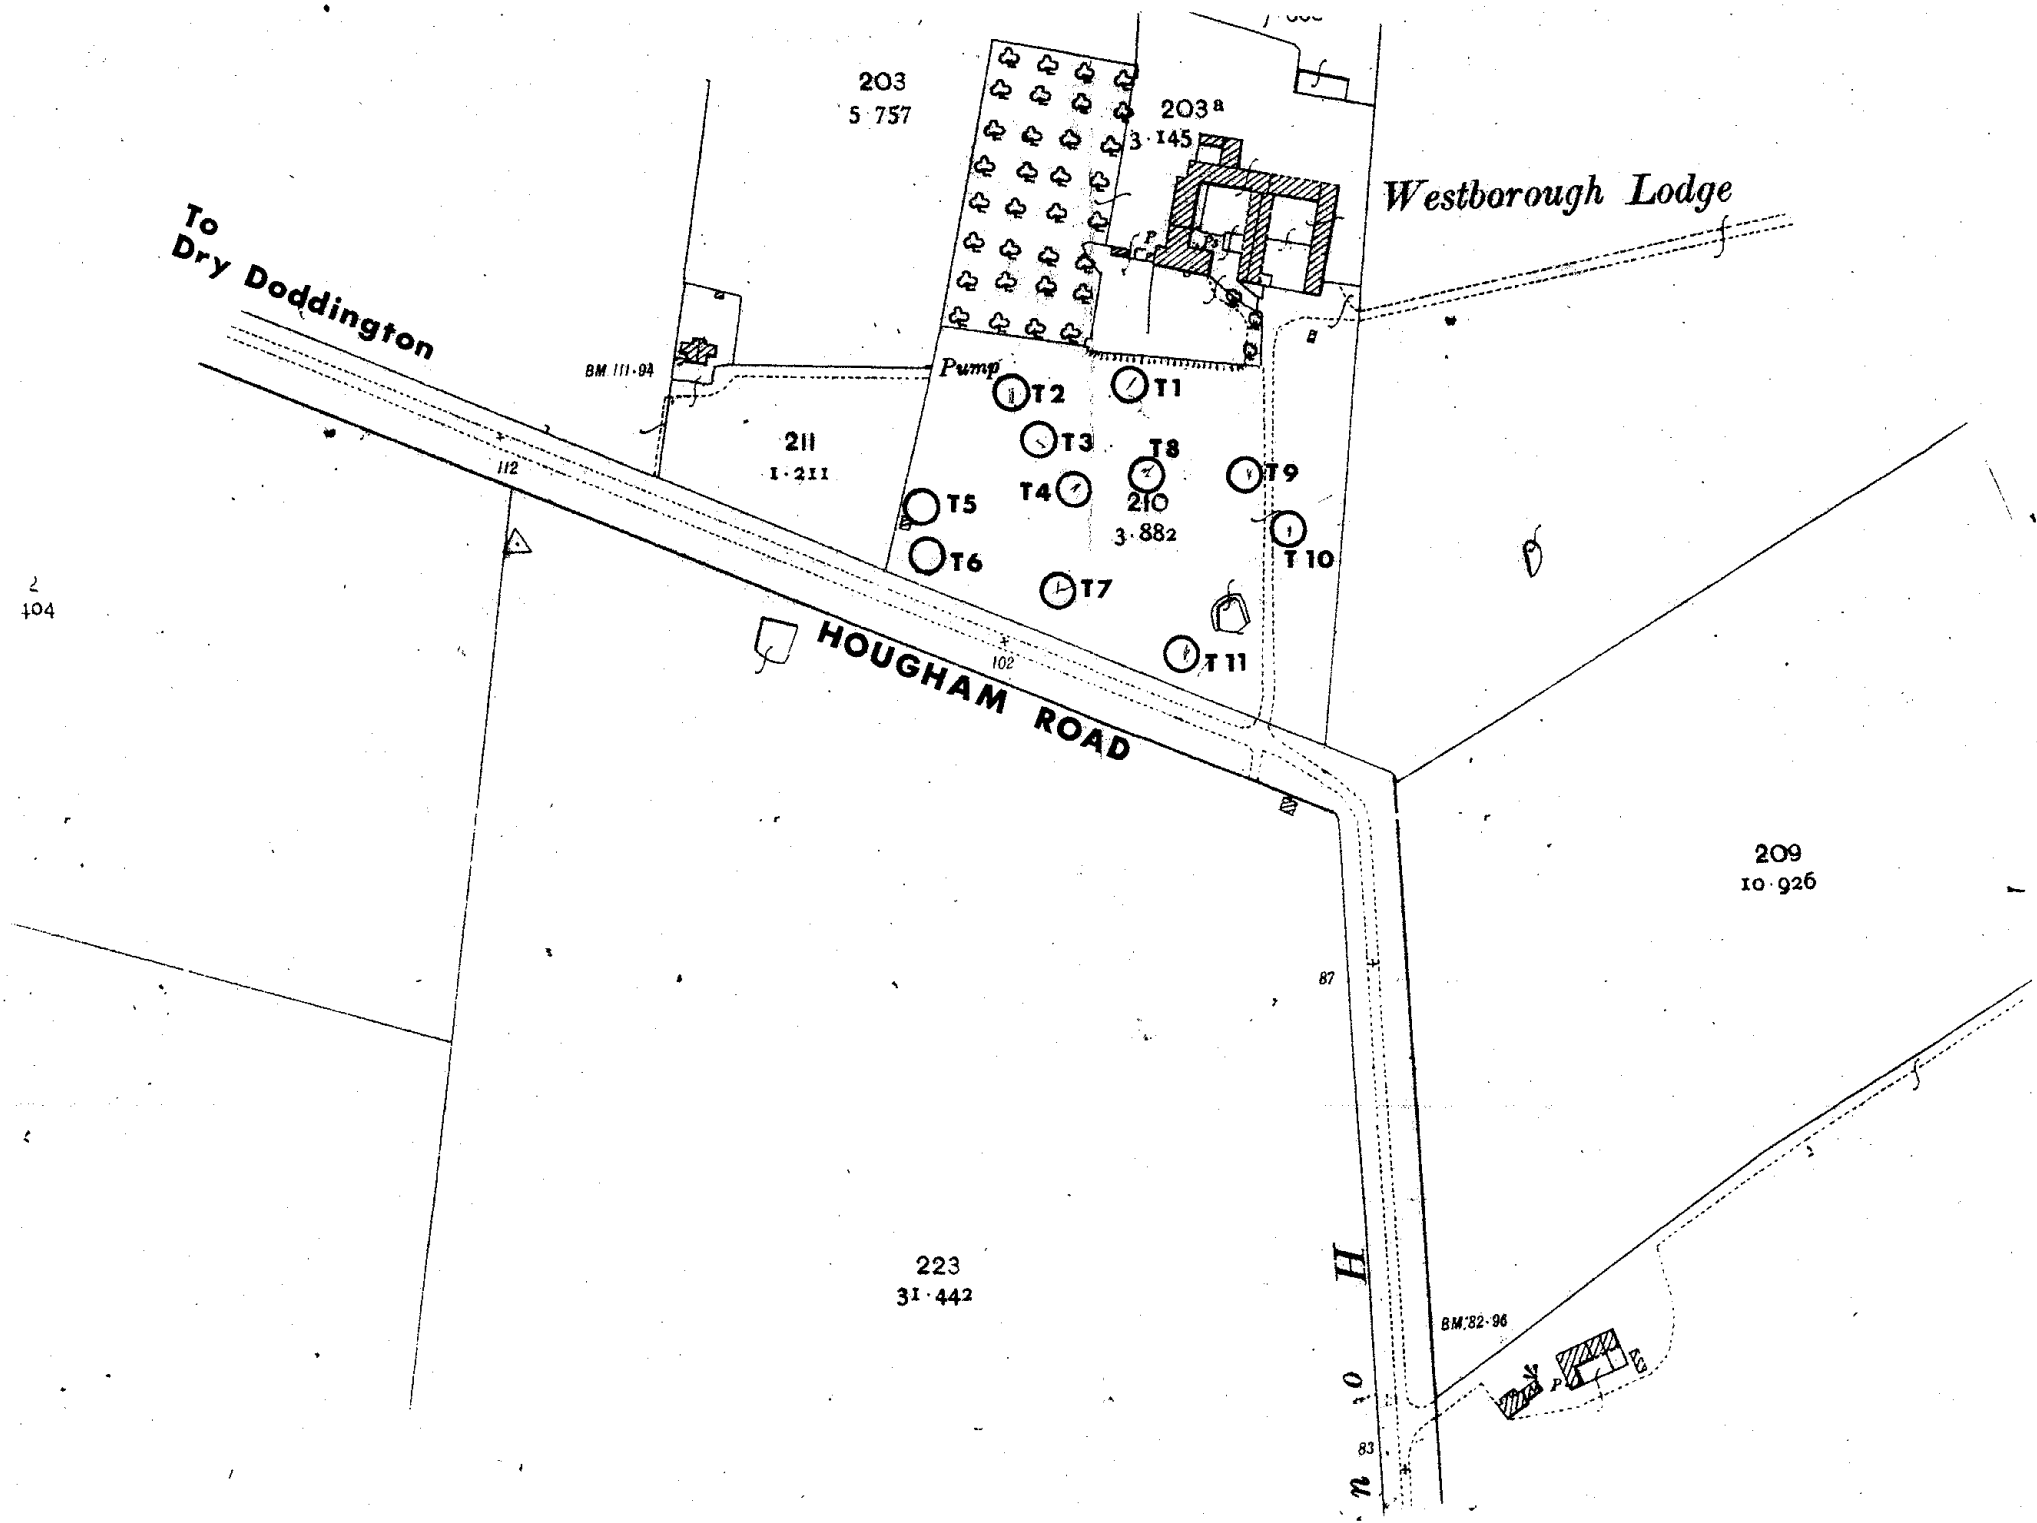 203
5·757
203a
3·145
Westborough Lodge
To
Dry Doddington
P
BM 111·94
Pump
T2
T1
T3
T8
T9
T4
211
1·211
210
3·882
T5
T6
T10
T7
T11
112
102
HOUGHAM ROAD
209
10·926
87
223
31·442
H
BM 82·96
P
O
83
n